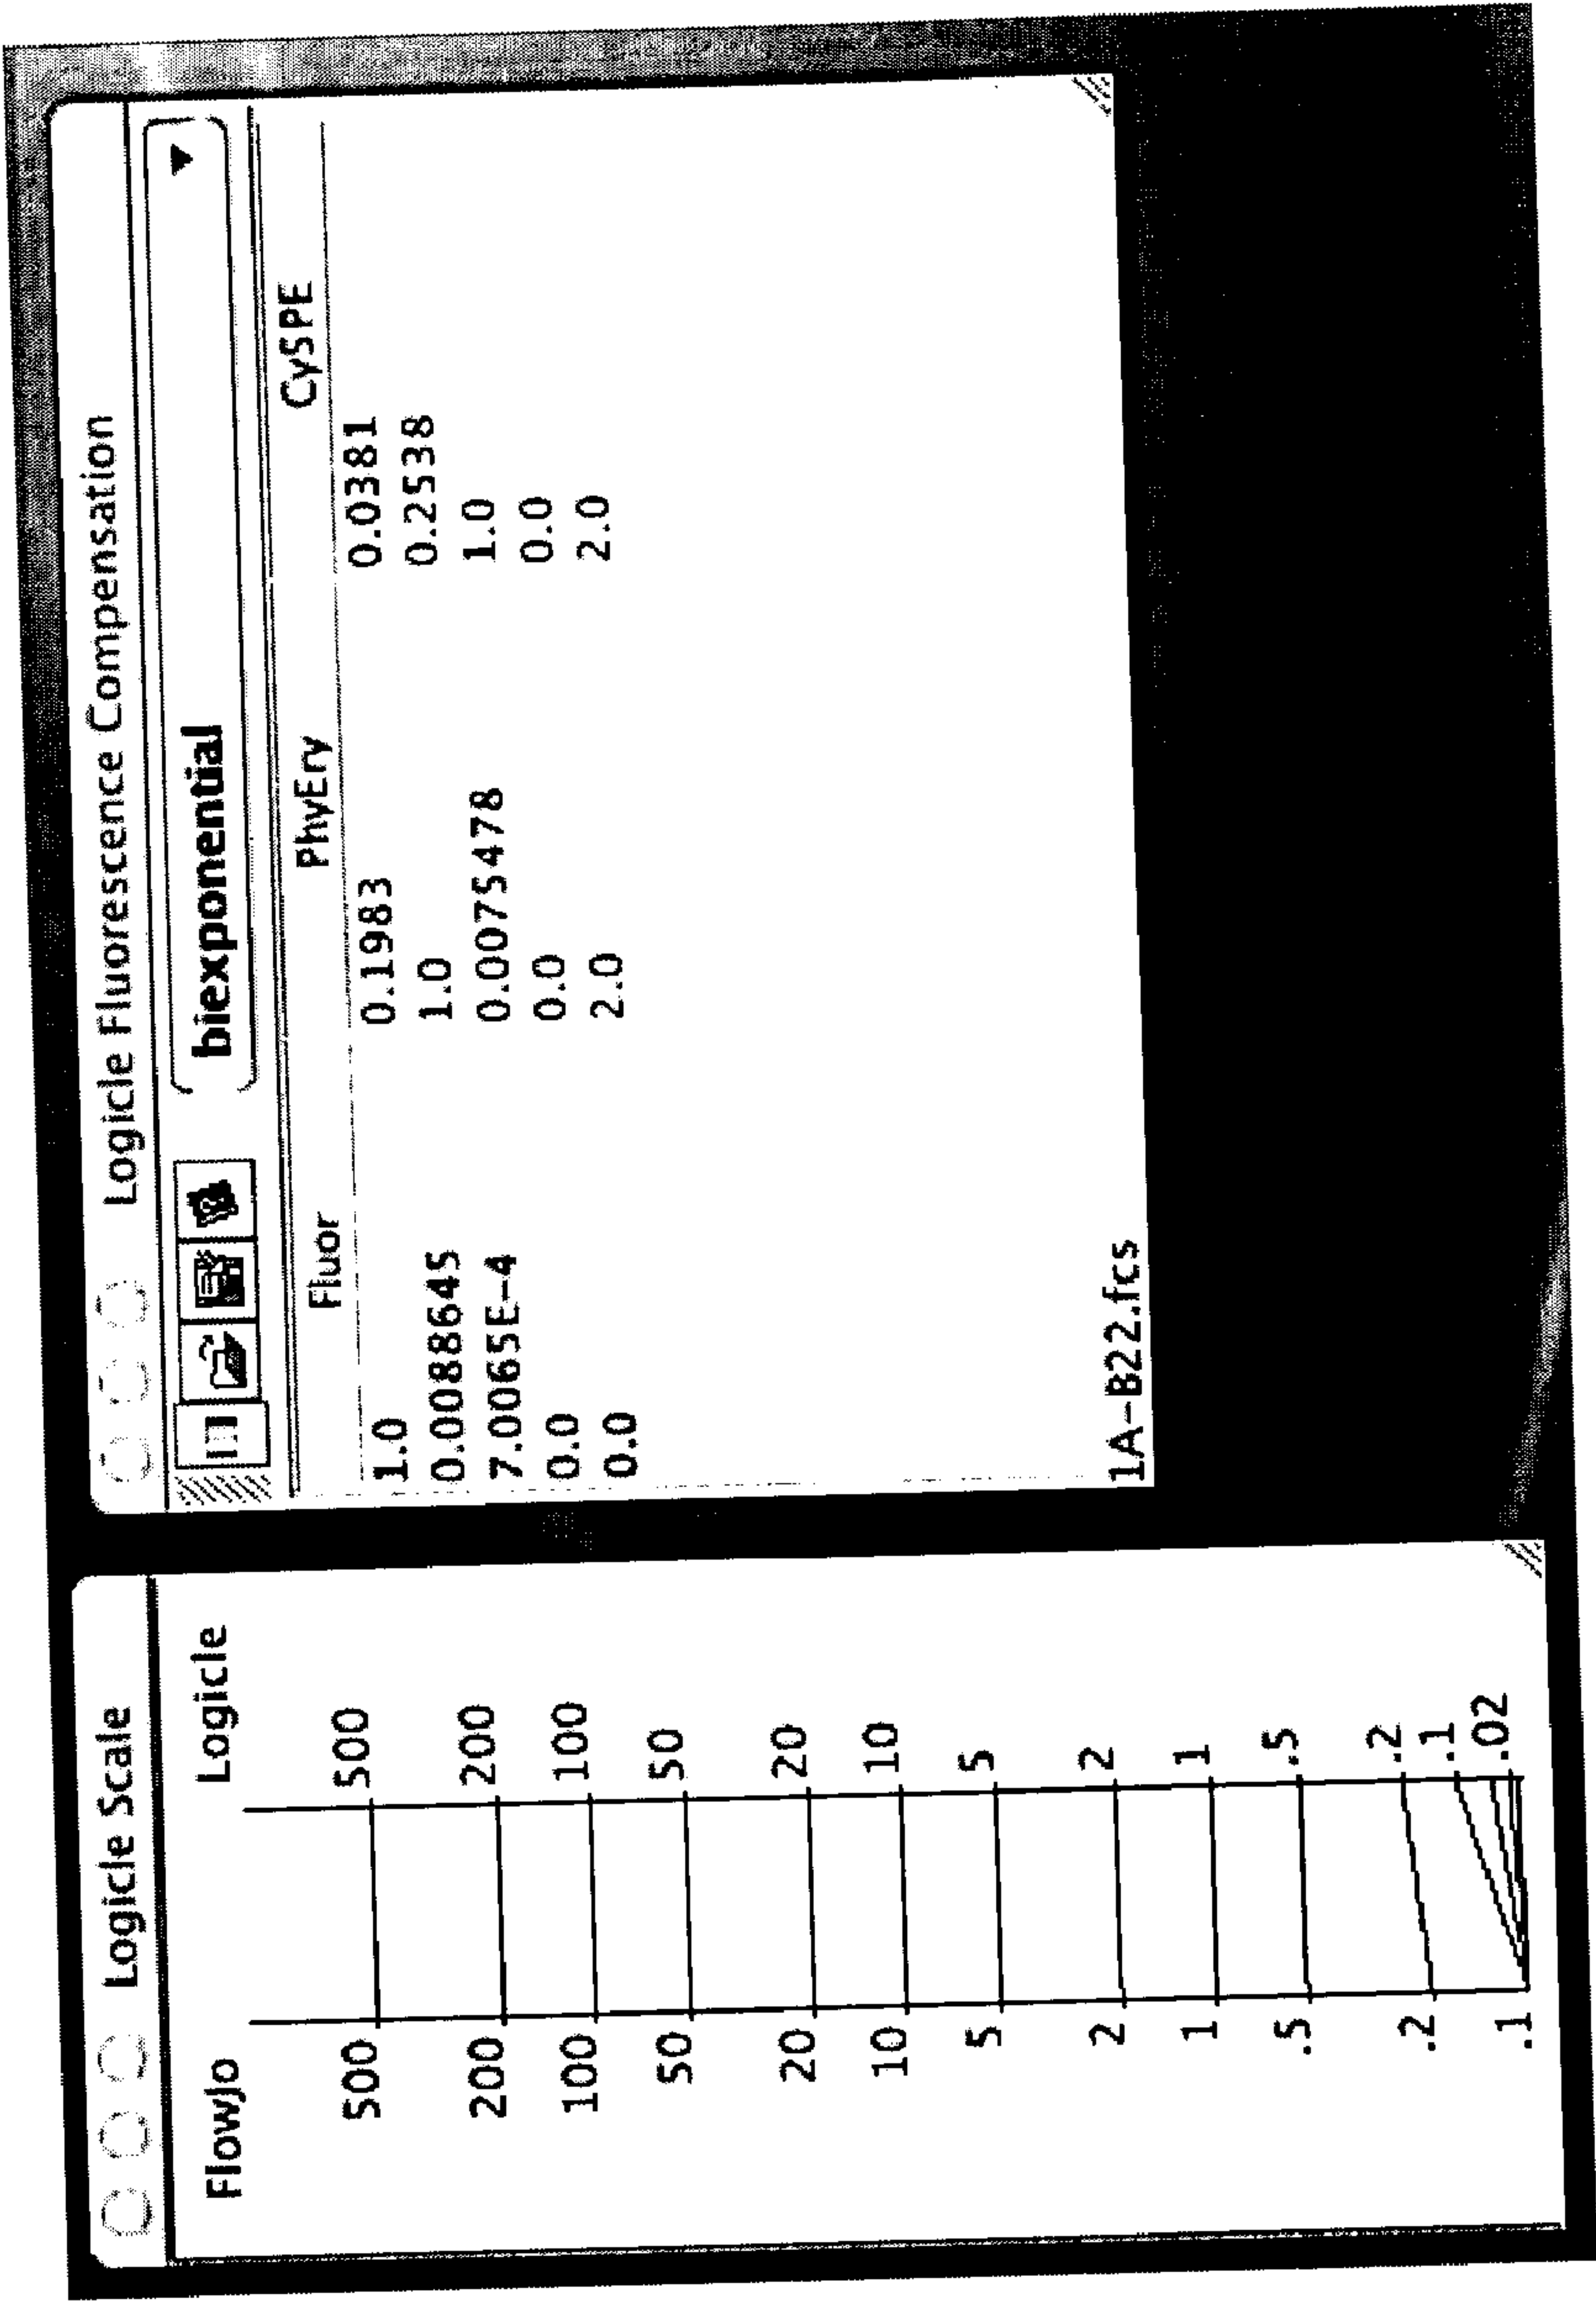 Logicle Scale
FlowJo Logicle
500 500
200 200
100 100
50 50
20 20
10 10
5 5
2 2
1 1
.5 .5
.2 .2
.1 .1
.02
Logicle Fluorescence Compensation
biexponential
Fluor PhyEry Cy5PE
1.0 0.1983 0.0381
0.0088645 1.0 0.2538
7.0065E-4 0.0075478 1.0
0.0 0.0 0.0
0.0 2.0 2.0
1A-B22.fcs